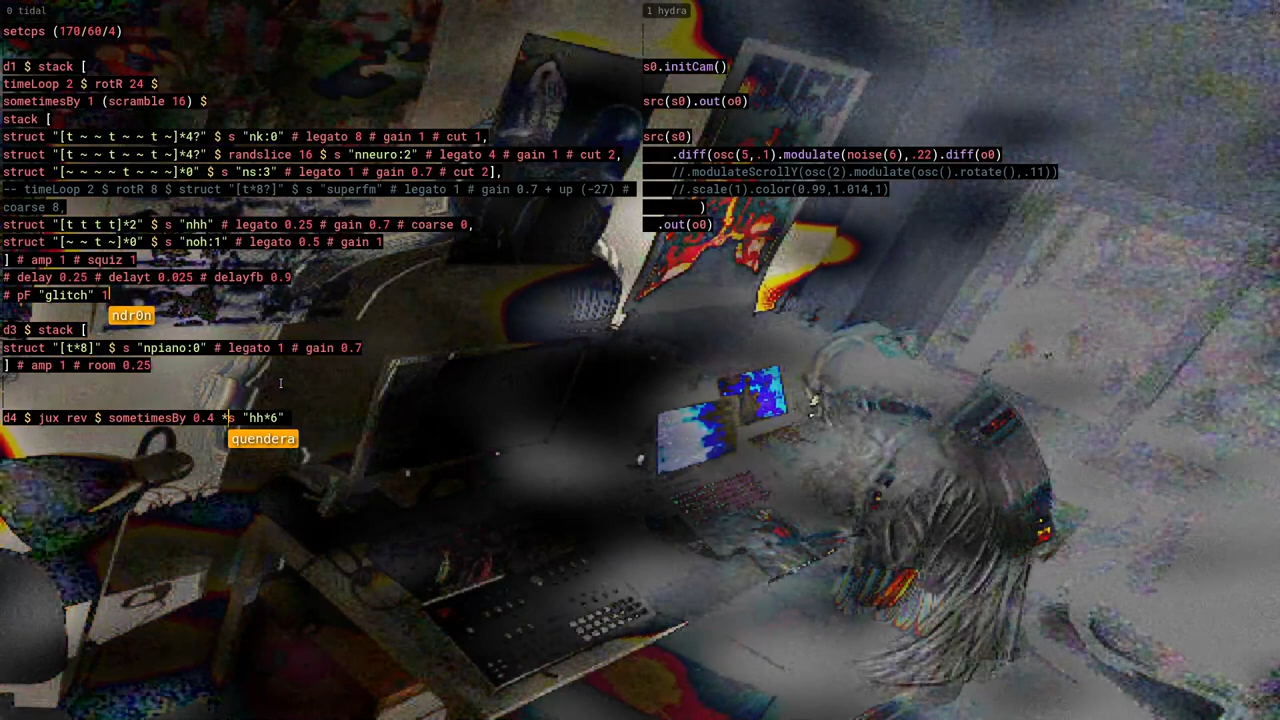 0 tidal
setcps (170/60/4)
d1 $ stack [
timeLoop 2 $ rotR 24 $
sometimesBy 1 (scramble 16) $
stack [
struct "[t ~ ~ t ~ ~ t ~]*4?" $ s "nk:0" # legato 8 # gain 1 # cut 1,
struct "[t ~ ~ t ~ ~ t ~]*4?" $ randslice 16 $ s "nneuro:2" # legato 4 # gain 1 # cut 2,
struct "[t ~ ~ t ~ ~ t ~]*0" $ s "ns:3" # legato 1 # gain 0.7 # cut 2],
-- timeLoop 2 $ rotR 8 $ struct "[t*8?]" $ s "superfm" # legato 1 # gain 0.7 + up (-27) #
coarse 8,
struct "[t t t t]*2" $ s "nhh" # legato 0.25 # gain 0.7 # coarse 0,
struct "[~ ~ t ~]*0" $ s "noh:1" # legato 0.5 # gain 1
] # amp 1 # squiz 1
# delay 0.25 # delayt 0.025 # delayfb 0.9
# pF "glitch" 1
ndr0n
d3 $ stack [
struct "[t*8]" $ s "npiano:0" # legato 1 # gain 0.7
] # amp 1 # room 0.25
d4 $ jux rev $ sometimesBy 0.4 *s "hh*6"
quendera
1 hydra
s0.initCam()
src(s0).out(o0)
src(s0)
.diff(osc(5,.1).modulate(noise(6),.22).diff(o0)
//.modulateScrollY(osc(2).modulate(osc().rotate(),.11))
//.scale(1).color(0.99,1.014,1)
)
.out(o0)